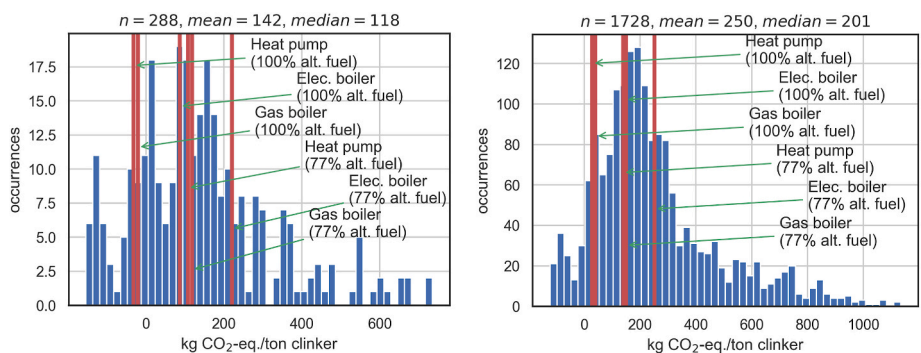 n = 288, mean = 142, median = 118
17.5
15.0
12.5
10.0
7.5
5.0
2.5
0.0
occurrences
Heat pump
(100% alt. fuel)
Elec. boiler
(100% alt. fuel)
Gas boiler
(100% alt. fuel)
Heat pump
(77% alt. fuel)
Elec. boiler
(77% alt. fuel)
Gas boiler
(77% alt. fuel)
0 200 400 600
kg CO₂-eq./ton clinker
n = 1728, mean = 250, median = 201
120
100
80
60
40
20
0
occurrences
Heat pump
(100% alt. fuel)
Elec. boiler
(100% alt. fuel)
Gas boiler
(100% alt. fuel)
Heat pump
(77% alt. fuel)
Elec. boiler
(77% alt. fuel)
Gas boiler
(77% alt. fuel)
0 200 400 600 800 1000
kg CO₂-eq./ton clinker